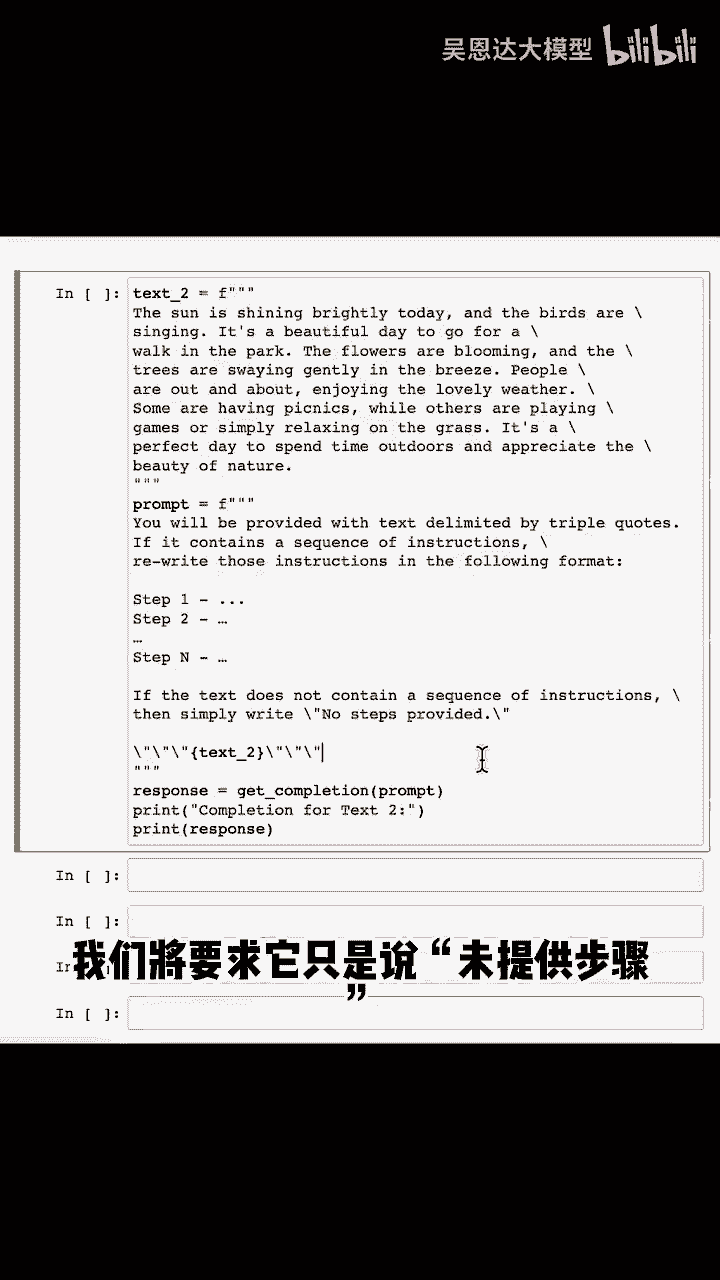 吴恩达大模型 bilibili
In [ ]: text_2 = f"""
The sun is shining brightly today, and the birds are \
singing. It's a beautiful day to go for a \
walk in the park. The flowers are blooming, and the \
trees are swaying gently in the breeze. People \
are out and about, enjoying the lovely weather. \
Some are having picnics, while others are playing \
games or simply relaxing on the grass. It's a \
perfect day to spend time outdoors and appreciate the \
beauty of nature.
"""
prompt = f"""
You will be provided with text delimited by triple quotes.
If it contains a sequence of instructions, \
re-write those instructions in the following format:
Step 1 - ...
Step 2 - …
…
Step N - …
If the text does not contain a sequence of instructions, \
then simply write \"No steps provided.\"
\"\"\"{text_2}\"\"\"
"""
response = get_completion(prompt)
print("Completion for Text 2:")
print(response)
In [ ]:
In [ ]:
我们將要求它只是说“未提供步骤
”
In [ ]: